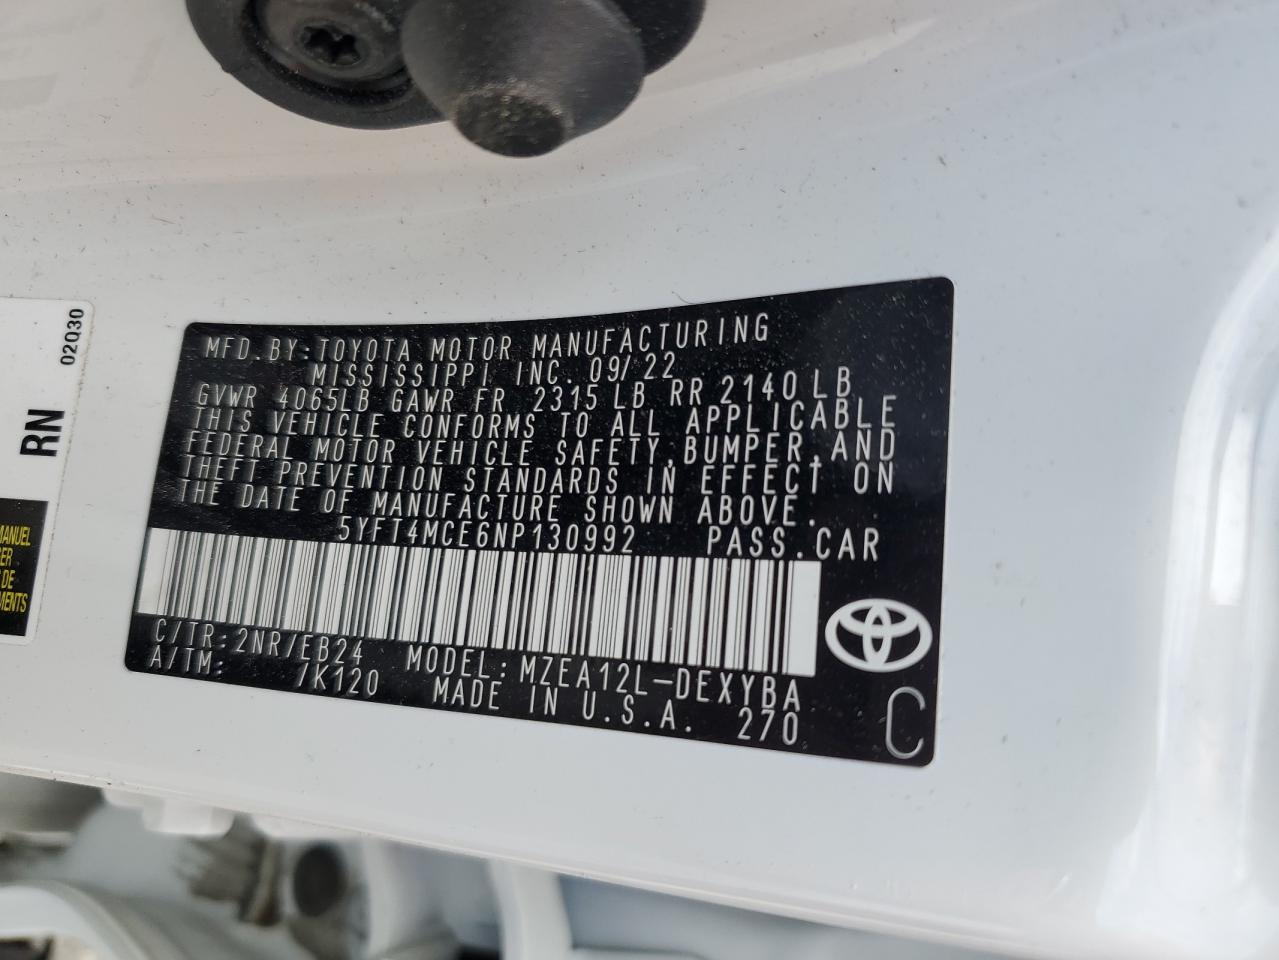 MFD.BY:TOYOTA MOTOR MANUFACTURING
MISSISSIPPI INC. 09/22
GVWR 4065LB GAWR FR 2315 LB RR 2140 LB
THIS VEHICLE CONFORMS TO ALL APPLICABLE
FEDERAL MOTOR VEHICLE SAFETY,BUMPER,AND
THEFT PREVENTION STANDARDS IN EFFECT ON
THE DATE OF MANUFACTURE SHOWN ABOVE.
5YFT4MCE6NP130992 PASS.CAR
C/TR:2NR/EB24 MODEL:MZEA12L-DEXYBA
A/TM: /K120 MADE IN U.S.A. 270
C
02030
RN
MANUEL
DE